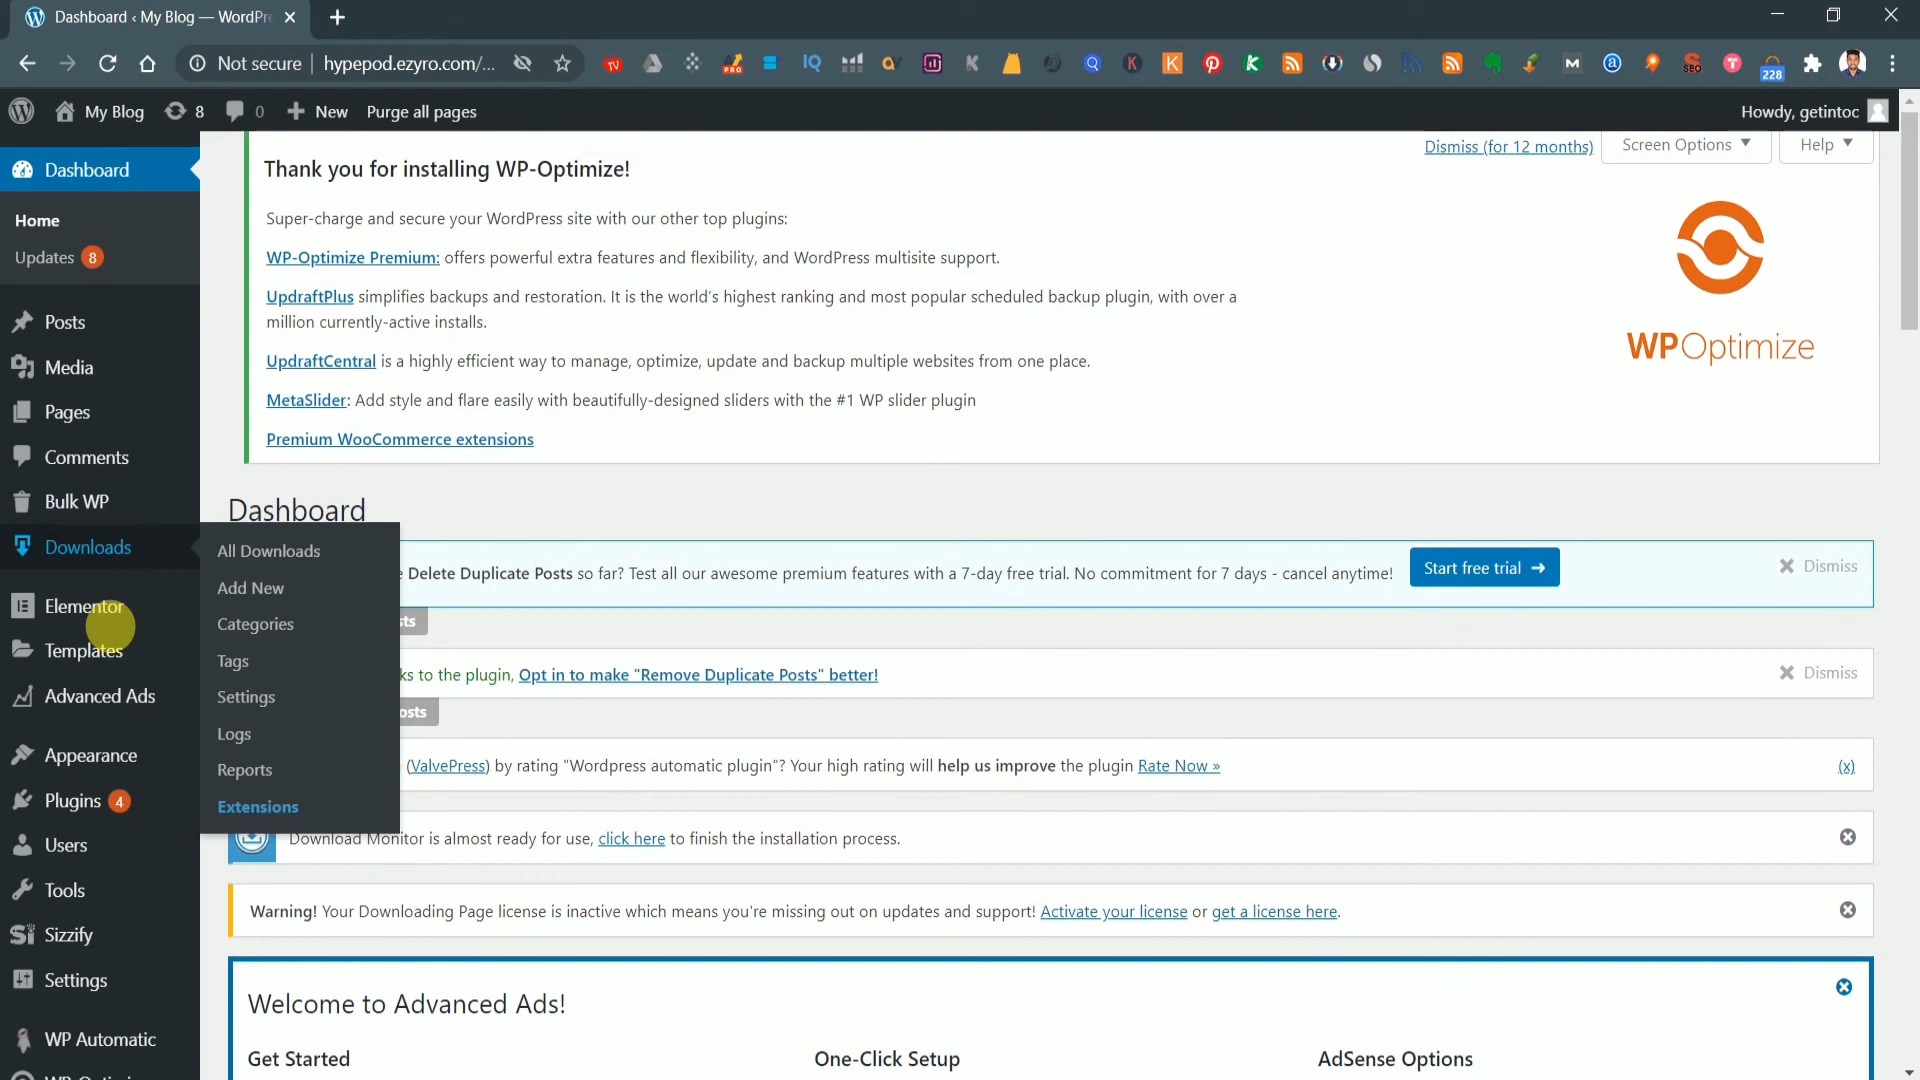 Dashboard ‹ My Blog — WordPre
Not secure | hypepod.ezyro.com/...
228
My Blog 8 0 New Purge all pages Howdy, getintoc
Dashboard
Home
Updates 8
Posts
Media
Pages
Comments
Bulk WP
Downloads
Elementor
Templates
Advanced Ads
Appearance
Plugins 4
Users
Tools
Sizzify
Settings
WP Automatic
All Downloads
Add New
Categories
Tags
Settings
Logs
Reports
Extensions
Dismiss (for 12 months) Screen Options Help
Thank you for installing WP-Optimize!
Super-charge and secure your WordPress site with our other top plugins:
WP-Optimize Premium: offers powerful extra features and flexibility, and WordPress multisite support.
UpdraftPlus simplifies backups and restoration. It is the world's highest ranking and most popular scheduled backup plugin, with over a
million currently-active installs.
UpdraftCentral is a highly efficient way to manage, optimize, update and backup multiple websites from one place.
MetaSlider: Add style and flare easily with beautifully-designed sliders with the #1 WP slider plugin
Premium WooCommerce extensions
WPOptimize
Dashboard
e Delete Duplicate Posts so far? Test all our awesome premium features with a 7-day free trial. No commitment for 7 days - cancel anytime! Start free trial → Dismiss
sts
ks to the plugin, Opt in to make "Remove Duplicate Posts" better! Dismiss
osts
(ValvePress) by rating "Wordpress automatic plugin"? Your high rating will help us improve the plugin Rate Now » (x)
Download Monitor is almost ready for use, click here to finish the installation process.
Warning! Your Downloading Page license is inactive which means you're missing out on updates and support! Activate your license or get a license here.
Welcome to Advanced Ads!
Get Started One-Click Setup AdSense Options